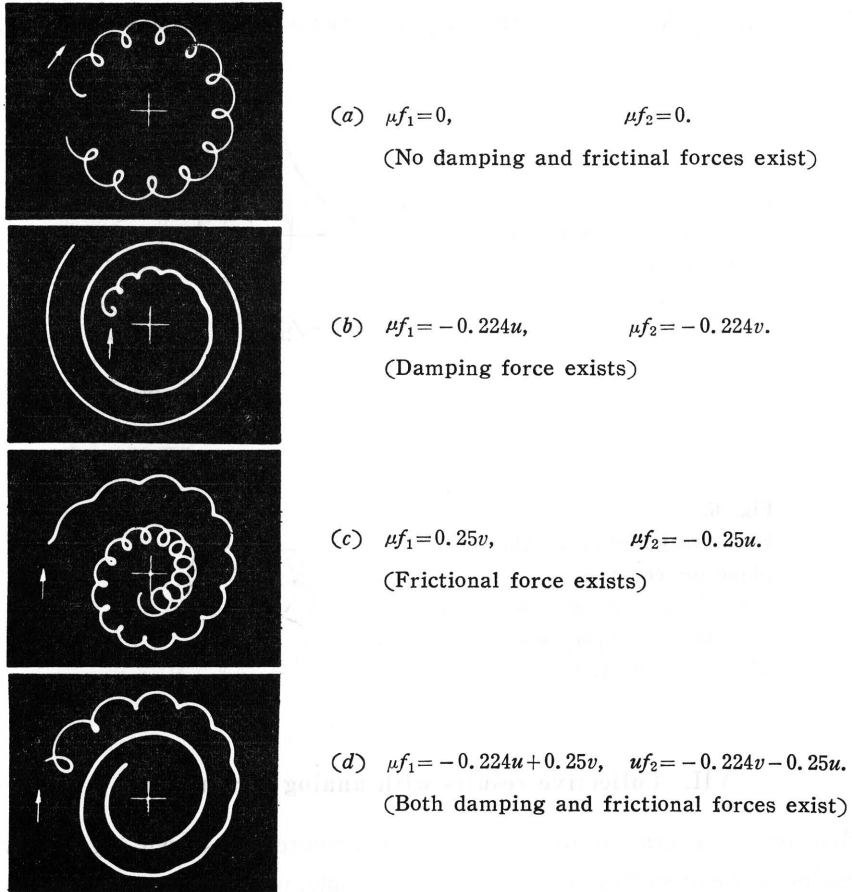 (a) μf₁=0, μf₂=0.
(No damping and frictinal forces exist)
(b) μf₁=−0.224u, μf₂=−0.224v.
(Damping force exists)
(c) μf₁=0.25v, μf₂=−0.25u.
(Frictional force exists)
(d) μf₁=−0.224u+0.25v, uf₂=−0.224v−0.25u.
(Both damping and frictional forces exist)